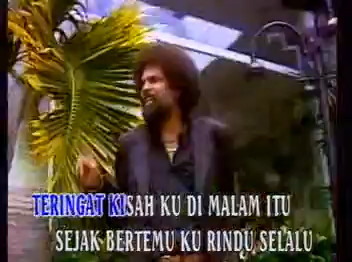 TERINGAT KISAH KU DI MALAM ITU
SEJAK BERTEMU KU RINDU SELALU